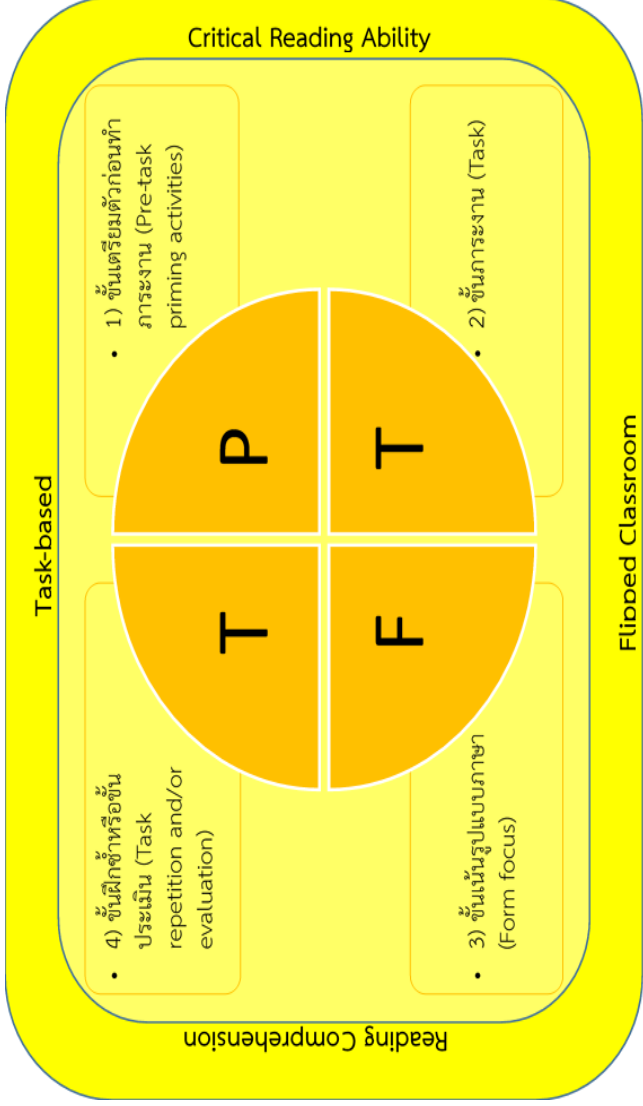 Task-based
• 4) ขั้นฝึกซ้ำหรือขั้น
ประเมิน (Task
repetition and/or
evaluation)
• 1) ขั้นเตรียมตัวก่อนทำ
ภาระงาน (Pre-task
priming activities)
T
P
F
T
• 3) ขั้นเน้นรูปแบบภาษา
(Form focus)
• 2) ขั้นภาระงาน (Task)
Reading Comprehension
Critical Reading Ability
Flipped Classroom